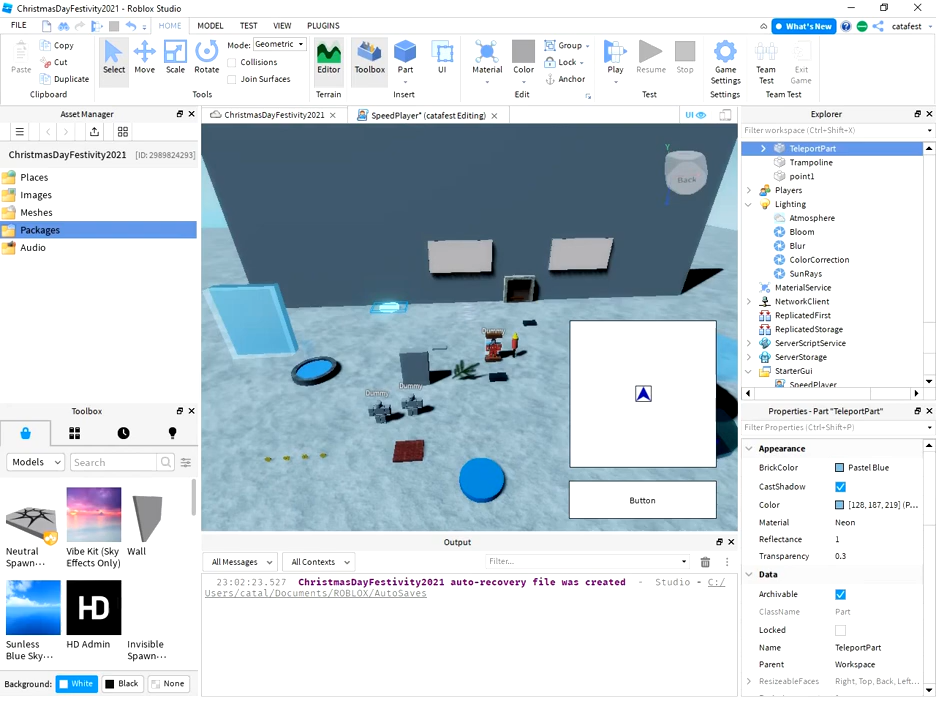 ChristmasDayFestivity2021 - Roblox Studio
FILE HOME MODEL TEST VIEW PLUGINS What's New catafest
Paste Copy Cut Duplicate
Select Move Scale Rotate
Mode: Geometric
Collisions
Join Surfaces
Editor Toolbox Part UI
Material Color Group Lock Anchor
Play Resume Stop
Game Settings Team Test Exit Game
Clipboard Tools Terrain Insert Edit Test Settings Team Test
Asset Manager
ChristmasDayFestivity2021 [ID: 2989824293]
Places
Images
Meshes
Packages
Audio
Toolbox
Models Search
Neutral Spawn...
Vibe Kit (Sky Effects Only)
Wall
HD
Sunless Blue Sky...
HD Admin
Invisible Spawn...
Background: White Black None
ChristmasDayFestivity2021 SpeedPlayer* (catafest Editing) UI
Y
Back
Dummy
Dummy
Dummy
Button
Output
All Messages All Contexts Filter...
23:02:23.527 ChristmasDayFestivity2021 auto-recovery file was created - Studio - C:/
Users/catal/Documents/ROBLOX/AutoSaves
Explorer
Filter workspace (Ctrl+Shift+X)
TeleportPart
Trampoline
point1
Players
Lighting
Atmosphere
Bloom
Blur
ColorCorrection
SunRays
MaterialService
NetworkClient
ReplicatedFirst
ReplicatedStorage
ServerScriptService
ServerStorage
StarterGui
SpeedPlayer
Properties - Part "TeleportPart"
Filter Properties (Ctrl+Shift+P)
Appearance
BrickColor Pastel Blue
CastShadow
Color [128, 187, 219] (P...
Material Neon
Reflectance 1
Transparency 0.3
Data
Archivable
ClassName Part
Locked
Name TeleportPart
Parent Workspace
ResizeableFaces Right, Top, Back, Left...